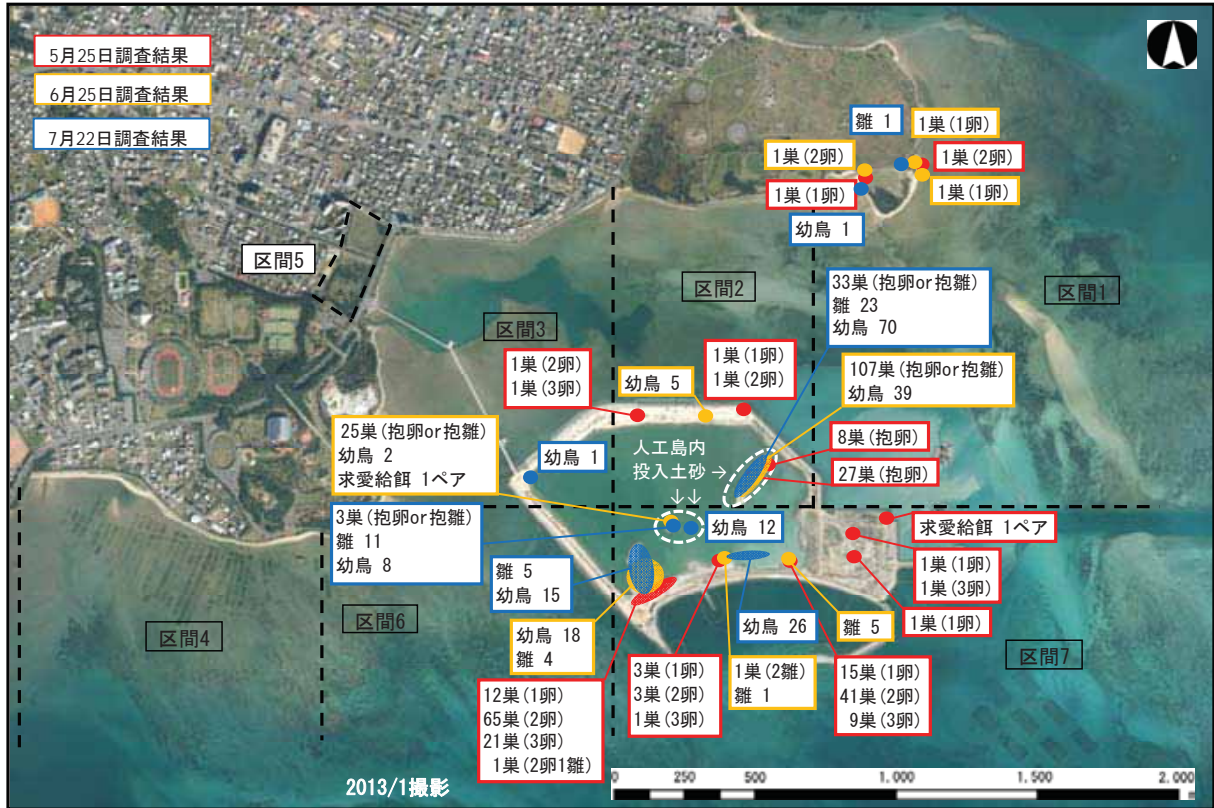 5月25日調査結果
6月25日調査結果
7月22日調査結果
雛 1
1巣(1卵)
1巣(2卵)
1巣(2卵)
1巣(1卵)
1巣(1卵)
幼鳥 1
区間5
区間2
区間1
33巣(抱卵or抱雛)
雛 23
幼鳥 70
区間3
1巣(2卵)
1巣(3卵)
1巣(1卵)
1巣(2卵)
幼鳥 5
107巣(抱卵or抱雛)
幼鳥 39
25巣(抱卵or抱雛)
幼鳥 2
求愛給餌 1ペア
幼鳥 1
人工島内
投入土砂→
↓↓
8巣(抱卵)
27巣(抱卵)
3巣(抱卵or抱雛)
雛 11
幼鳥 8
幼鳥 12
求愛給餌 1ペア
雛 5
幼鳥 15
1巣(1卵)
1巣(3卵)
区間4
区間6
幼鳥 18
雛 4
幼鳥 26
雛 5
1巣(1卵)
区間7
12巣(1卵)
65巣(2卵)
21巣(3卵)
1巣(2卵1雛)
3巣(1卵)
3巣(2卵)
1巣(3卵)
1巣(2雛)
雛 1
15巣(1卵)
41巣(2卵)
9巣(3卵)
2013/1撮影
0 250 500 1.000 1.500 2.000